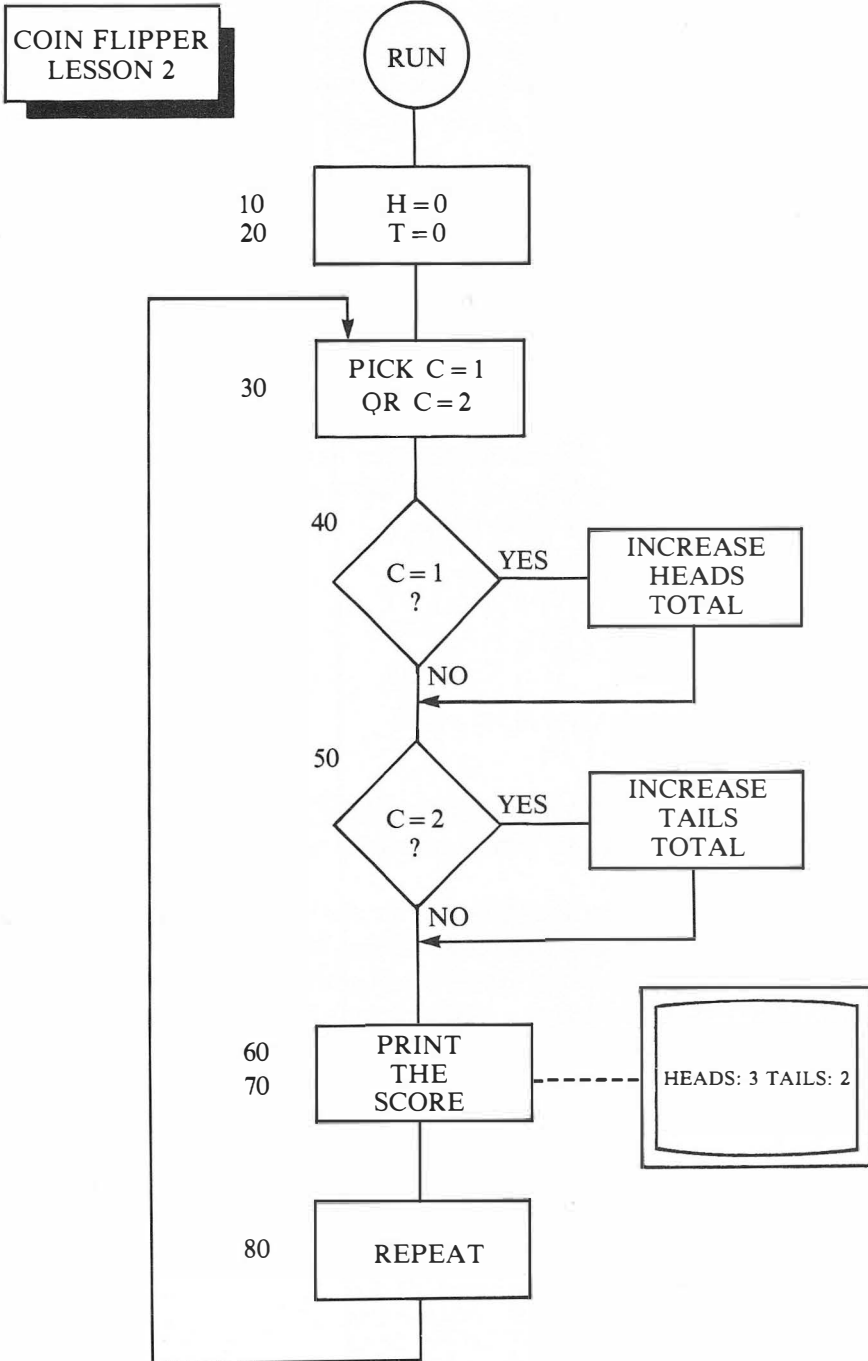 COIN FLIPPER
LESSON 2
RUN
10
H=0
20
T=0
30
PICK C=1
OR C=2
40
C=1
?
YES
INCREASE
HEADS
TOTAL
NO
50
C=2
?
YES
INCREASE
TAILS
TOTAL
NO
60
70
PRINT
THE
SCORE
HEADS: 3 TAILS: 2
80
REPEAT